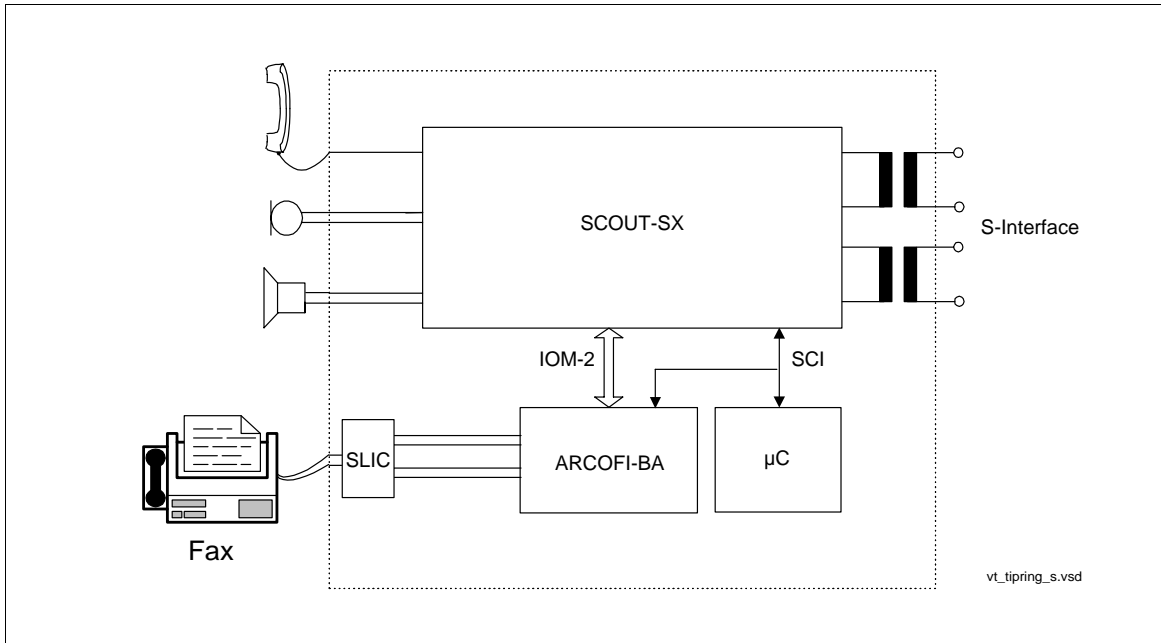 SCOUT-SX
S-Interface
IOM-2
SCI
SLIC
ARCOFI-BA
µC
Fax
vt_tipring_s.vsd